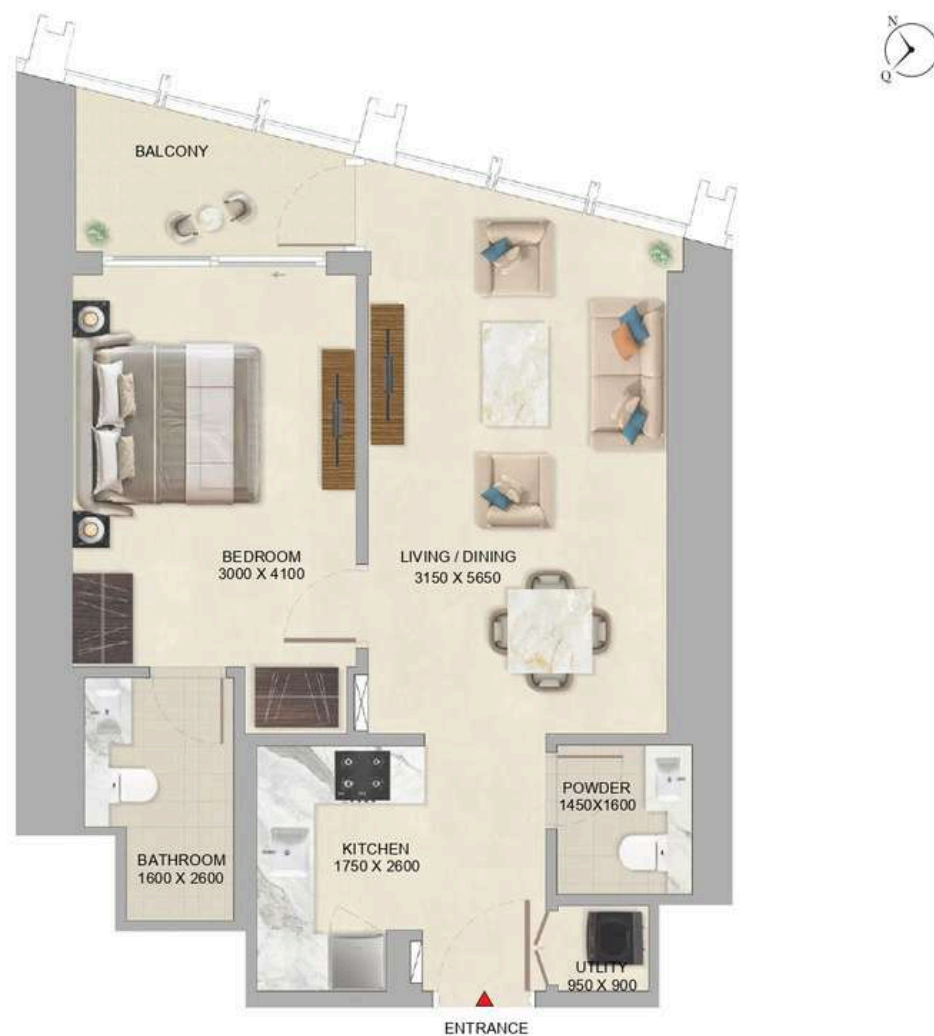 N
Q
BALCONY
BEDROOM
3000 X 4100
LIVING / DINING
3150 X 5650
POWDER
1450X1600
KITCHEN
1750 X 2600
BATHROOM
1600 X 2600
UTLITY
950 X 900
ENTRANCE